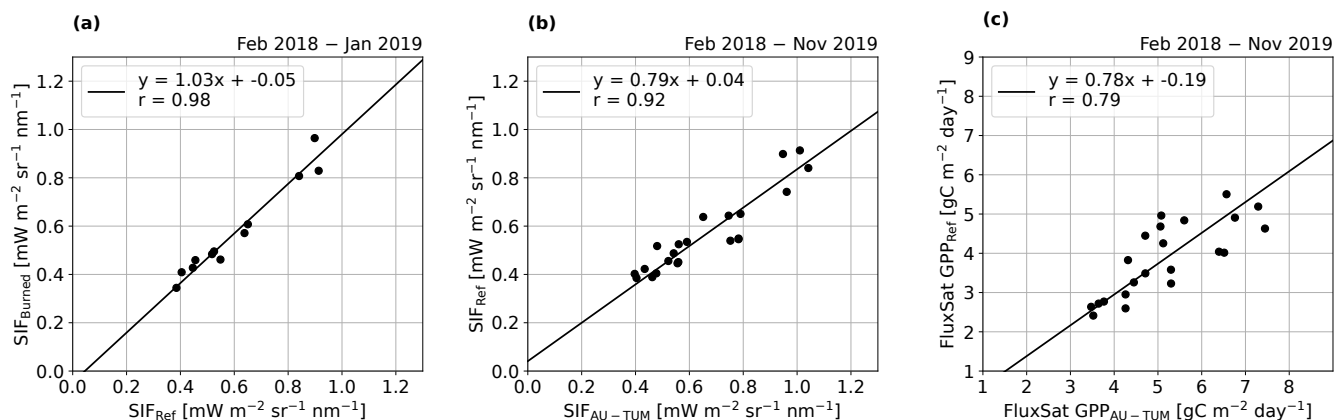 (a)
Feb 2018 − Jan 2019
y = 1.03x + -0.05
r = 0.98
SIF_Burned [mW m⁻² sr⁻¹ nm⁻¹]
1.2
1.0
0.8
0.6
0.4
0.2
0.0
0.0 0.2 0.4 0.6 0.8 1.0 1.2
SIF_Ref [mW m⁻² sr⁻¹ nm⁻¹]
(b)
Feb 2018 − Nov 2019
y = 0.79x + 0.04
r = 0.92
SIF_Ref [mW m⁻² sr⁻¹ nm⁻¹]
1.2
1.0
0.8
0.6
0.4
0.2
0.0
0.0 0.2 0.4 0.6 0.8 1.0 1.2
SIF_AU−TUM [mW m⁻² sr⁻¹ nm⁻¹]
(c)
Feb 2018 − Nov 2019
y = 0.78x + -0.19
r = 0.79
FluxSat GPP_Ref [gC m⁻² day⁻¹]
9
8
7
6
5
4
3
2
1
1 2 3 4 5 6 7 8
FluxSat GPP_AU−TUM [gC m⁻² day⁻¹]